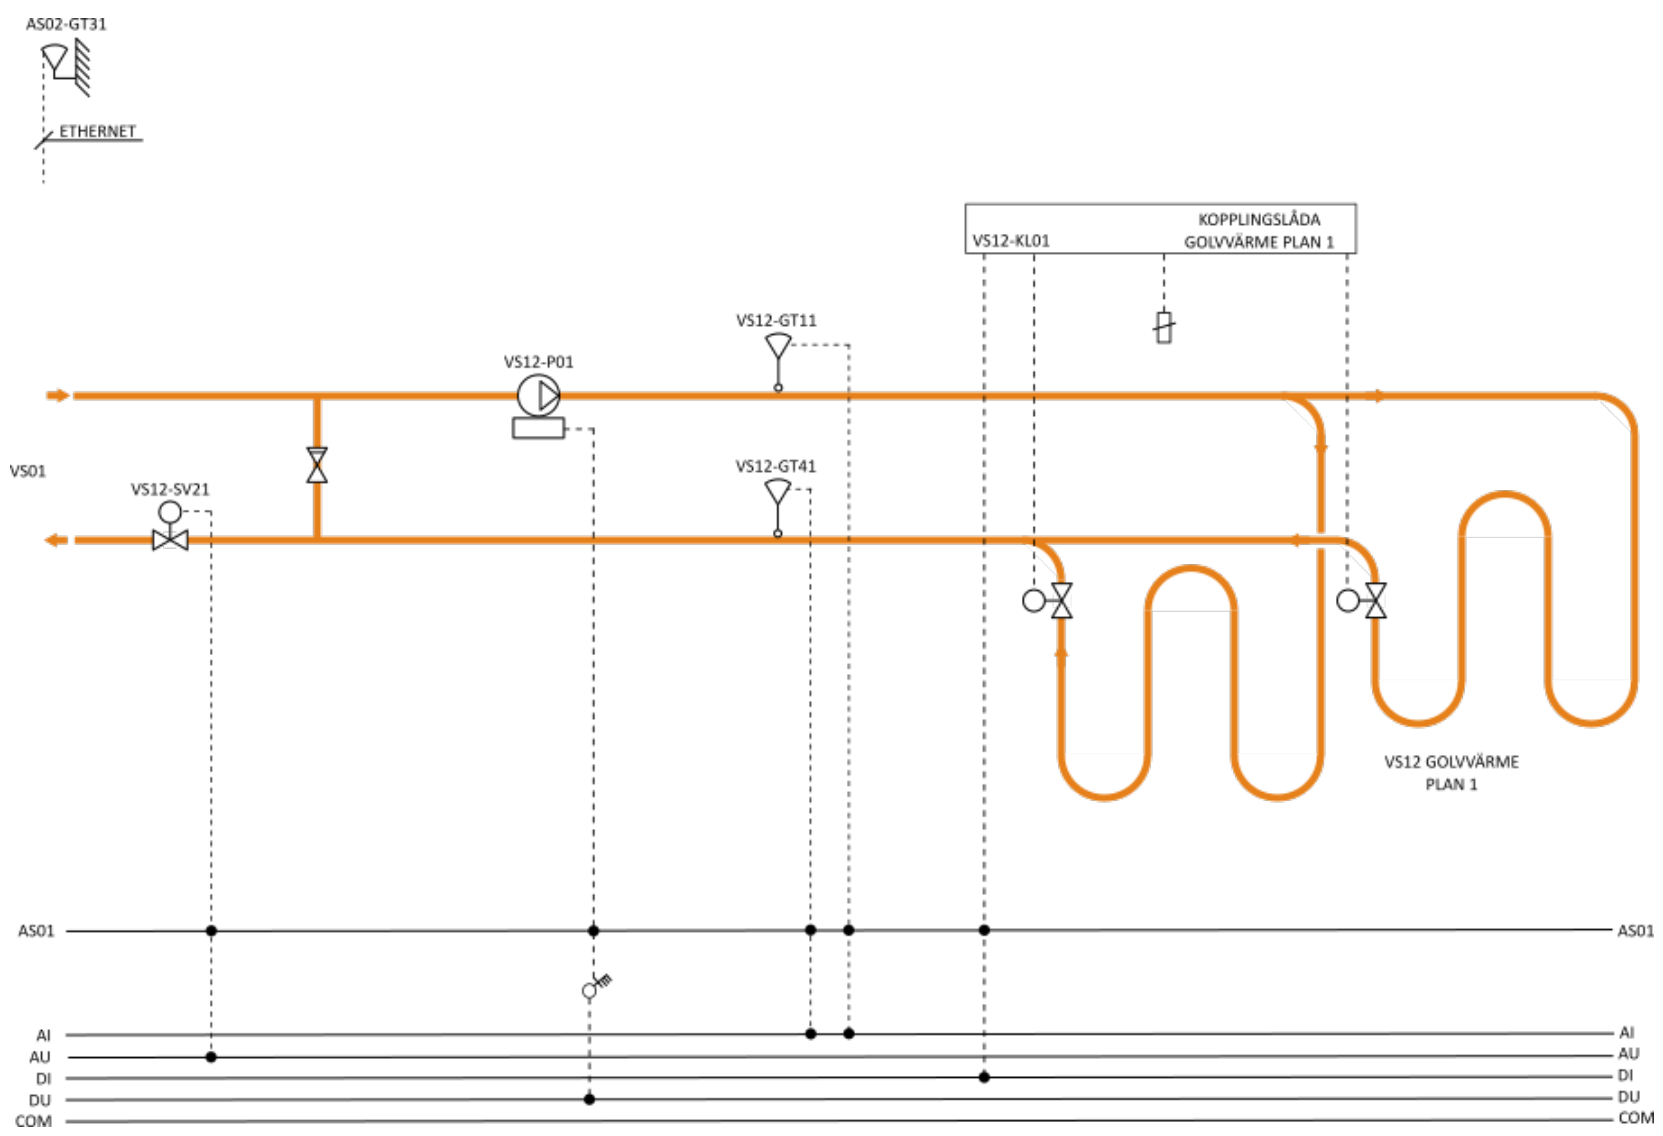 AS02-GT31
ETHERNET
KOPPLINGSLÅDA
VS12-KL01 GOLVVÄRME PLAN 1
VS12-GT11
VS12-P01
VS12-GT41
VS01
VS12-SV21
VS12 GOLVVÄRME
PLAN 1
AS01 AS01
AI AI
AU AU
DI DI
DU DU
COM COM